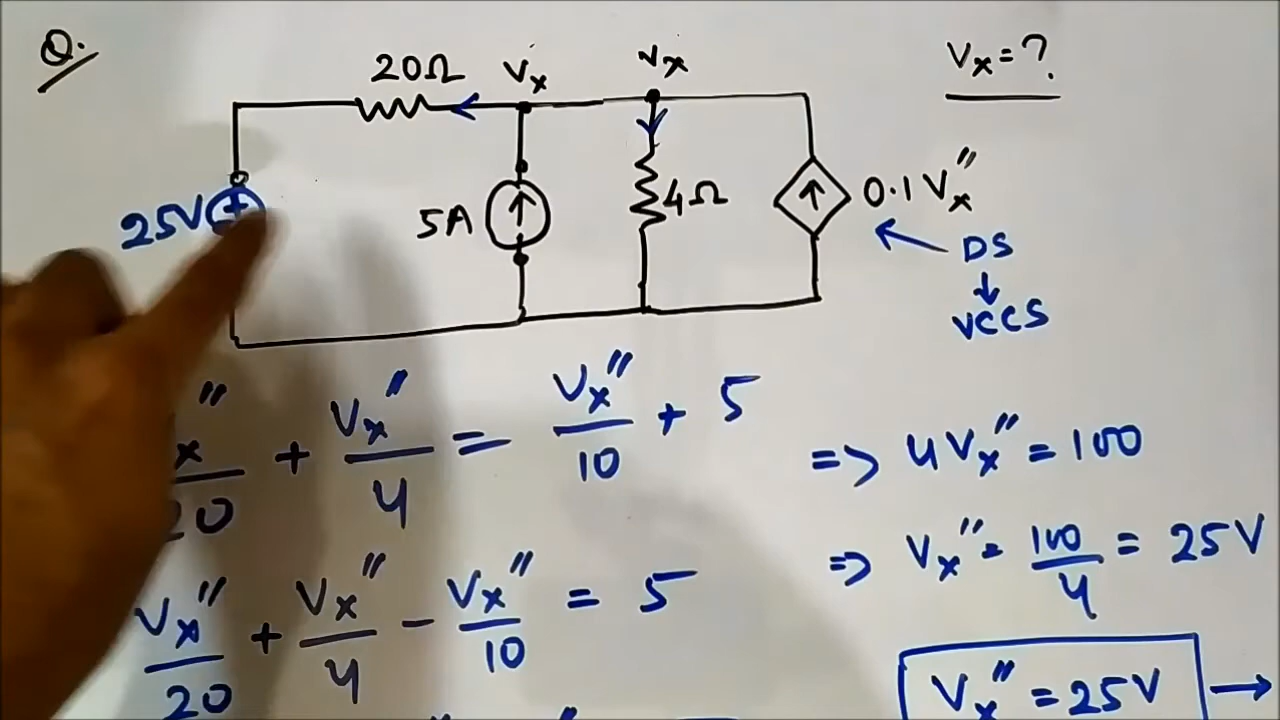 Q.
20Ω Vx Vx Vx = ?
25V + 5A 4Ω 0.1 Vx''
DS
VCCS
x''/20 + Vx''/4 = Vx''/10 + 5
=> 4Vx'' = 100
=> Vx'' = 100/4 = 25V
Vx''/20 + Vx''/4 - Vx''/10 = 5
Vx'' = 25V